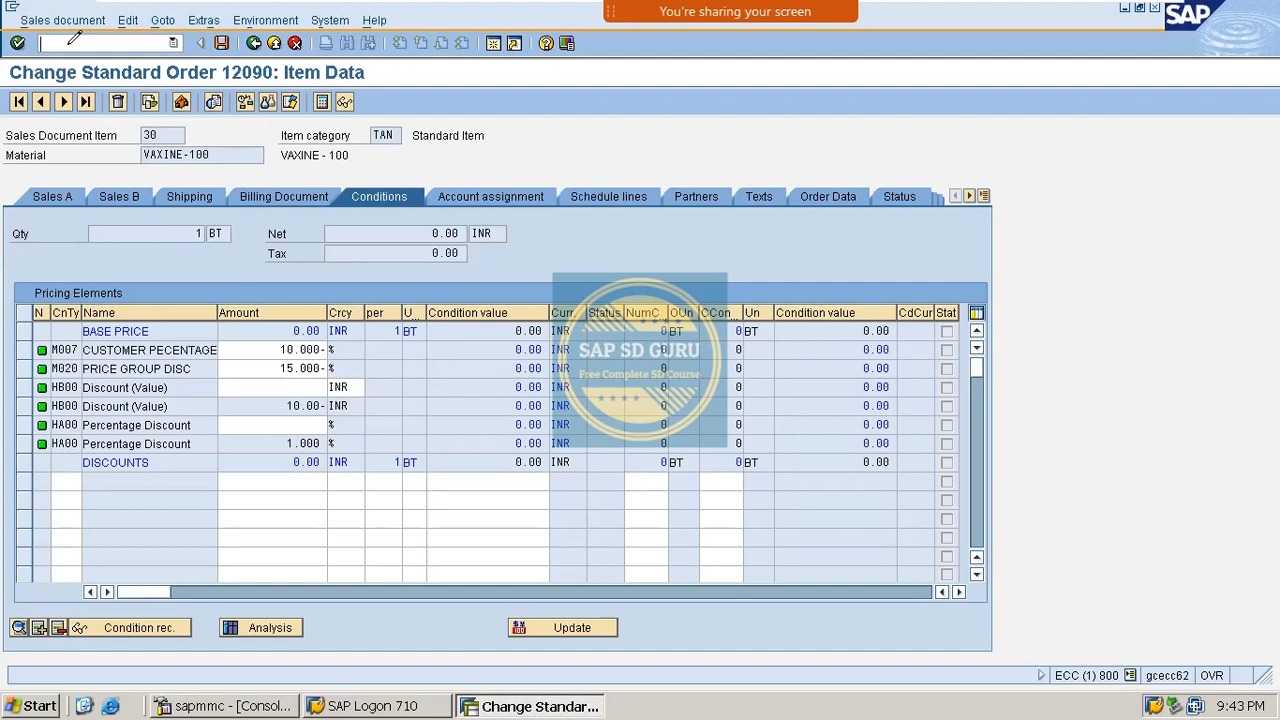 You're sharing your screen
Salesdocument Edit Goto Extras Environment System Help
SAP
Change Standard Order 12090: Item Data
Sales Document Item 30 Item category TAN Standard Item
Material VAXINE-100 VAXINE - 100
Sales A Sales B Shipping Billing Document Conditions Account assignment Schedule lines Partners Texts Order Data Status
Qty 1 BT Net 0.00 INR
Tax 0.00
Pricing Elements
N CnTy Name Amount Crcy per U... Condition value Curr. Status NumC OUn CCon... Un Condition value CdCur Stat
BASE PRICE 0.00 INR 1 BT 0.00 INR 0 BT 0 BT 0.00
M007 CUSTOMER PECENTAGE 10.000- % 0.00 INR 0 0 0.00
M020 PRICE GROUP DISC 15.000- % 0.00 INR 0 0 0.00
HB00 Discount (Value) INR 0.00 INR 0 0 0.00
HB00 Discount (Value) 10.00- INR 0.00 INR 0 0 0.00
HA00 Percentage Discount % 0.00 INR 0 0 0.00
HA00 Percentage Discount 1.000 % 0.00 INR 0 0 0.00
DISCOUNTS 0.00 INR 1 BT 0.00 INR 0 BT 0 BT 0.00
SAP SD GURU
Free Complete SD Course
Condition rec. Analysis Update
ECC (1) 800 gcecc62 OVR
Start sapmmc - [Consol... SAP Logon 710 Change Standar... 9:43 PM